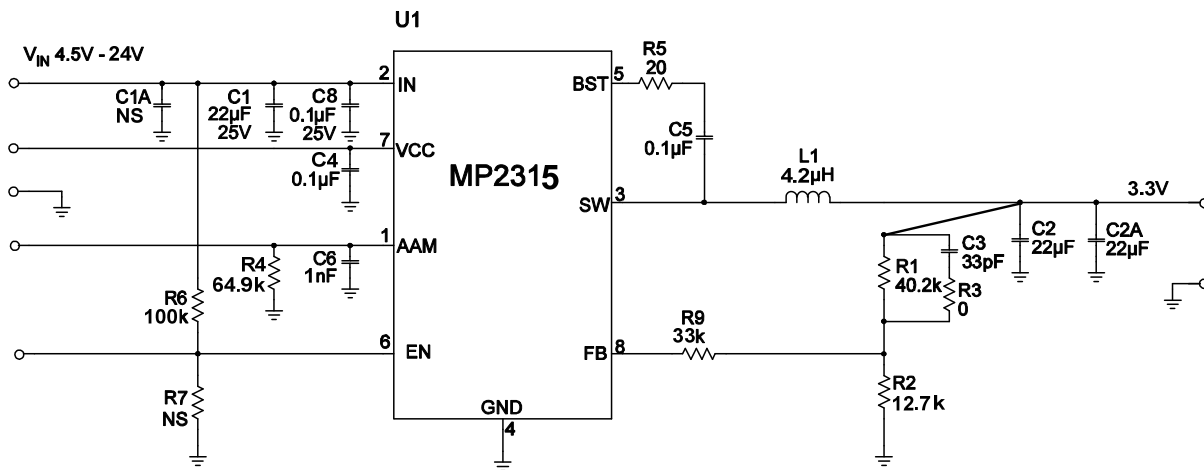 U1
V_IN 4.5V - 24V
2
IN
C1A
NS
C1
22µF
25V
C8
0.1µF
25V
7
VCC
C4
0.1µF
1
AAM
R4
64.9k
C6
1nF
R6
100k
6
EN
R7
NS
MP2315
GND
4
BST
5
R5
20
C5
0.1µF
SW
3
L1
4.2µH
3.3V
C2
22µF
C2A
22µF
C3
33pF
R1
40.2k
R3
0
FB
8
R9
33k
R2
12.7k